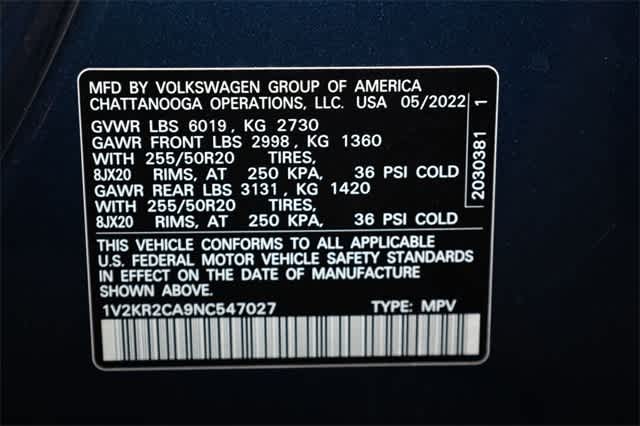 MFD BY VOLKSWAGEN GROUP OF AMERICA
CHATTANOOGA OPERATIONS, LLC. USA 05/2022
GVWR LBS 6019, KG 2730
GAWR FRONT LBS 2998, KG 1360
WITH 255/50R20 TIRES,
8JX20 RIMS, AT 250 KPA, 36 PSI COLD
GAWR REAR LBS 3131, KG 1420
WITH 255/50R20 TIRES,
8JX20 RIMS, AT 250 KPA, 36 PSI COLD
THIS VEHICLE CONFORMS TO ALL APPLICABLE
U.S. FEDERAL MOTOR VEHICLE SAFETY STANDARDS
IN EFFECT ON THE DATE OF MANUFACTURE
SHOWN ABOVE.
1V2KR2CA9NC547027 TYPE: MPV
2030381 1